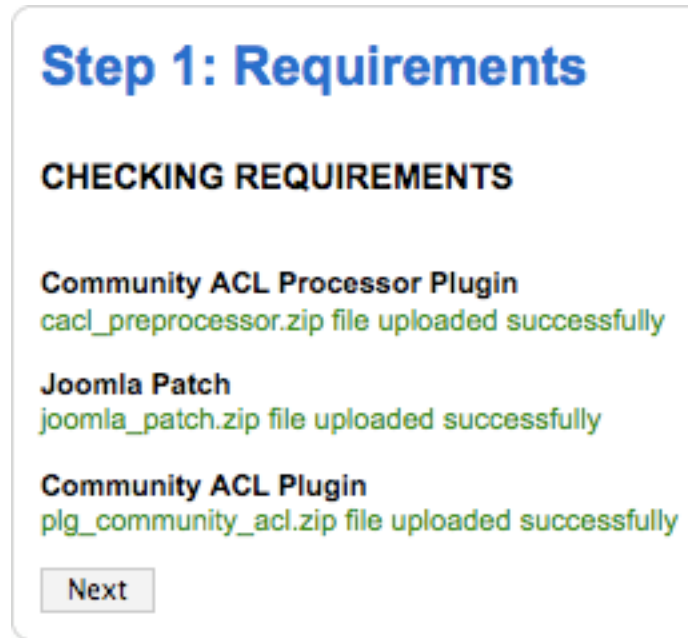 Step 1: Requirements
CHECKING REQUIREMENTS
Community ACL Processor Plugin
cacl_preprocessor.zip file uploaded successfully
Joomla Patch
joomla_patch.zip file uploaded successfully
Community ACL Plugin
plg_community_acl.zip file uploaded successfully
Next